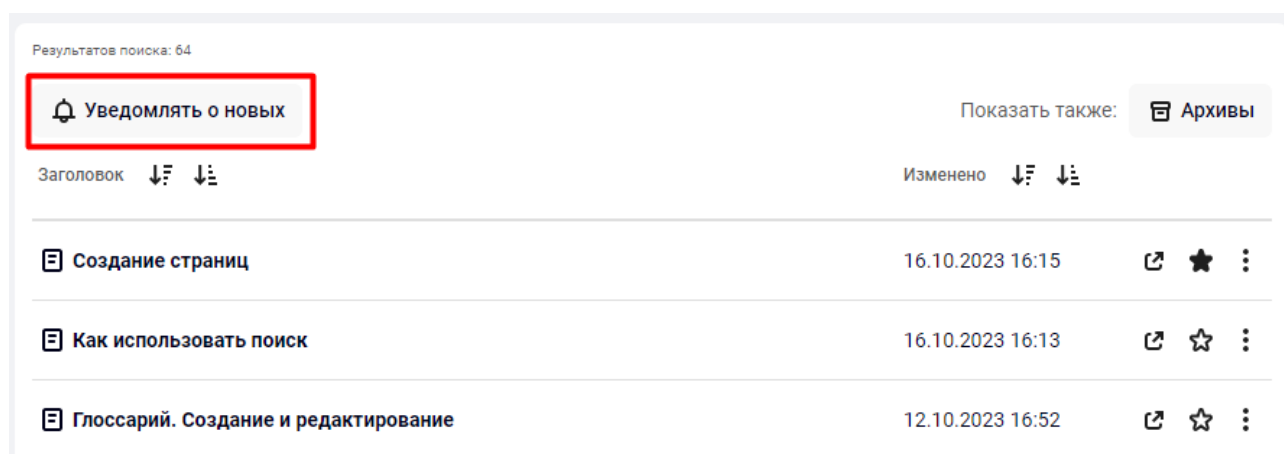 Результатов поиска: 64
Уведомлять о новых Показать также: Архивы
Заголовок Изменено
Создание страниц 16.10.2023 16:15
Как использовать поиск 16.10.2023 16:13
Глоссарий. Создание и редактирование 12.10.2023 16:52